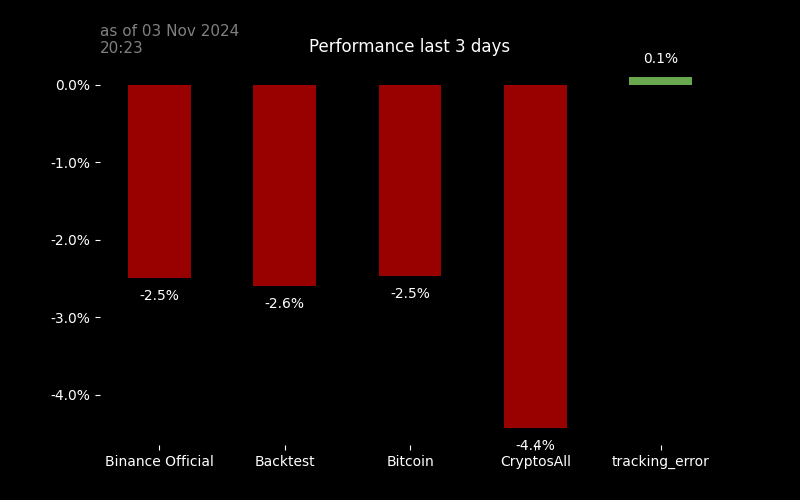 as of 03 Nov 2024
20:23
Performance last 3 days
0.1%
0.0%
-1.0%
-2.0%
-3.0%
-4.0%
-2.5%
-2.6%
-2.5%
-4.4%
Binance Official
Backtest
Bitcoin
CryptosAll
tracking_error